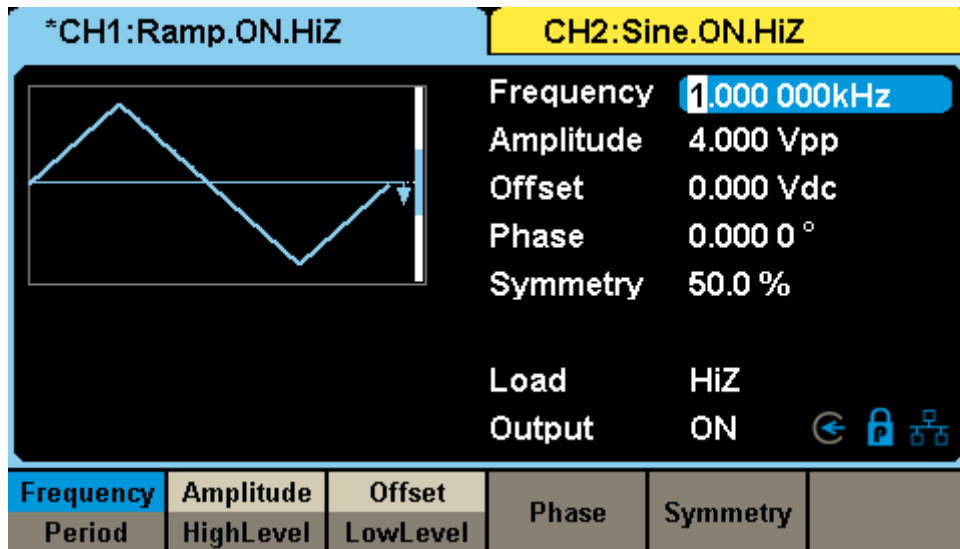 *CH1:Ramp.ON.HiZ CH2:Sine.ON.HiZ
Frequency 1.000 000kHz
Amplitude 4.000 Vpp
Offset 0.000 Vdc
Phase 0.000 0 °
Symmetry 50.0 %
Load HiZ
Output ON P
Frequency Amplitude Offset Phase Symmetry
Period HighLevel LowLevel